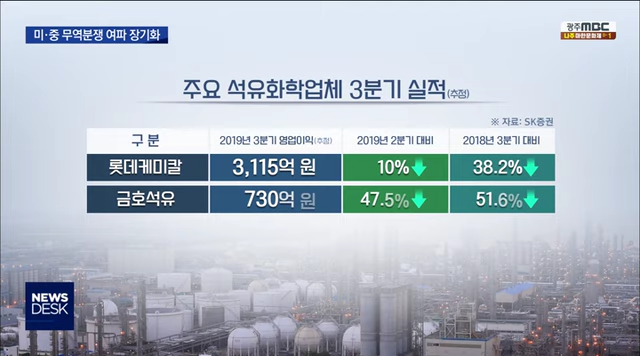 미·중 무역분쟁 여파 장기화
광주MBC
나주마한문화제 D-1
주요 석유화학업체 3분기 실적(추정)
※ 자료: SK증권
구 분 2019년 3분기 영업이익(추정) 2019년 2분기 대비 2018년 3분기 대비
롯데케미칼 3,115억 원 10% 38.2%
금호석유 730억 원 47.5% 51.6%
NEWS
DESK